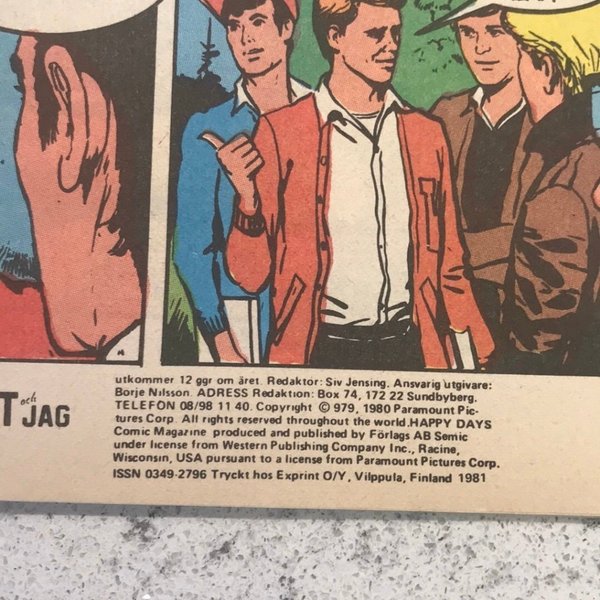 T och JAG
utkommer 12 ggr om året. Redaktör: Siv Jensing. Ansvarig utgivare:
Börje Nilsson. ADRESS Redaktion: Box 74, 172 22 Sundbyberg.
TELEFON 08/98 11 40. Copyright © 979, 1980 Paramount Pic-
tures Corp. All rights reserved throughout the world. HAPPY DAYS
Comic Magazine produced and published by Förlags AB Semic
under license from Western Publishing Company Inc., Racine,
Wisconsin, USA pursuant to a license from Paramount Pictures Corp.
ISSN 0349-2796 Tryckt hos Exprint O/Y, Vilppula, Finland 1981